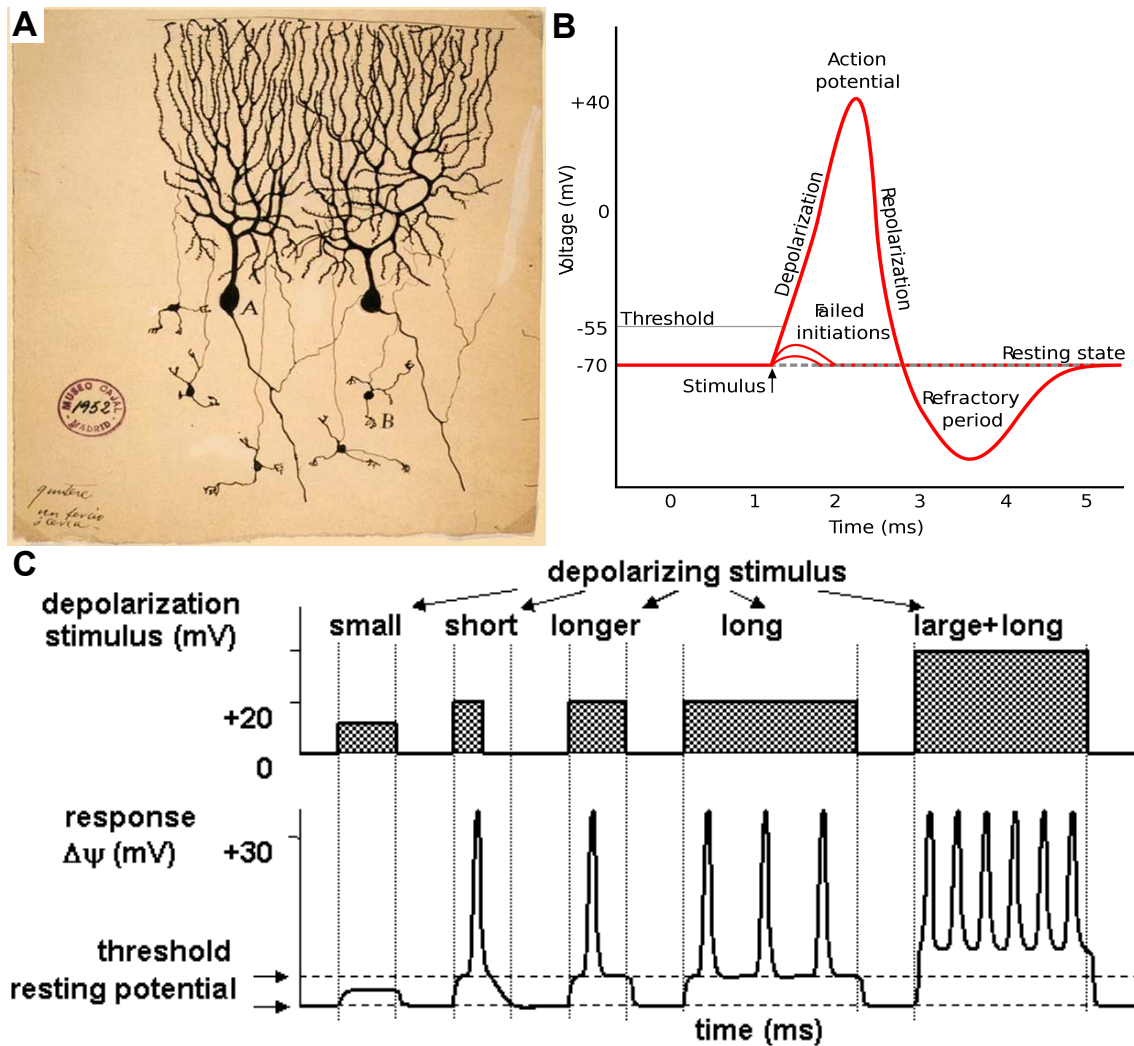 A
A
B
MUSEO CAJAL
1952
MADRID
un tercio
B
Action
potential
+40
0
-55
-70
Voltage (mV)
Depolarization
Repolarization
Threshold
Failed
initiations
Resting state
Stimulus
Refractory
period
0 1 2 3 4 5
Time (ms)
C
depolarizing stimulus
depolarization
stimulus (mV)
small short longer long large+long
+20
0
response
Δψ (mV)
+30
threshold
resting potential
time (ms)